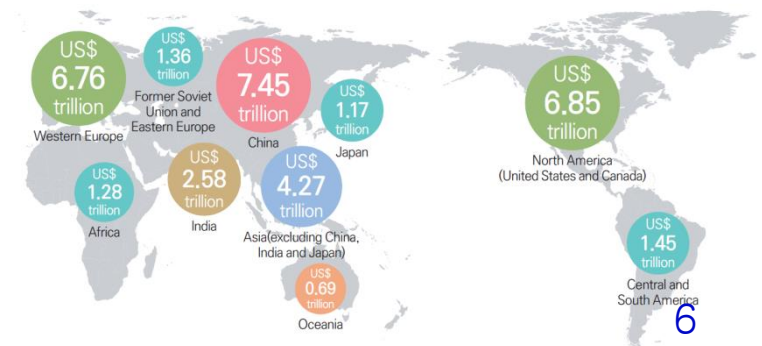 US$
6.76
trillion
Western Europe
US$
1.36
trillion
Former Soviet
Union and
Eastern Europe
US$
7.45
trillion
China
US$
1.17
trillion
Japan
US$
1.28
trillion
Africa
US$
2.58
trillion
India
US$
4.27
trillion
Asia(excluding China,
India and Japan)
US$
0.69
trillion
Oceania
US$
6.85
trillion
North America
(United States and Canada)
US$
1.45
trillion
Central and
South America
6